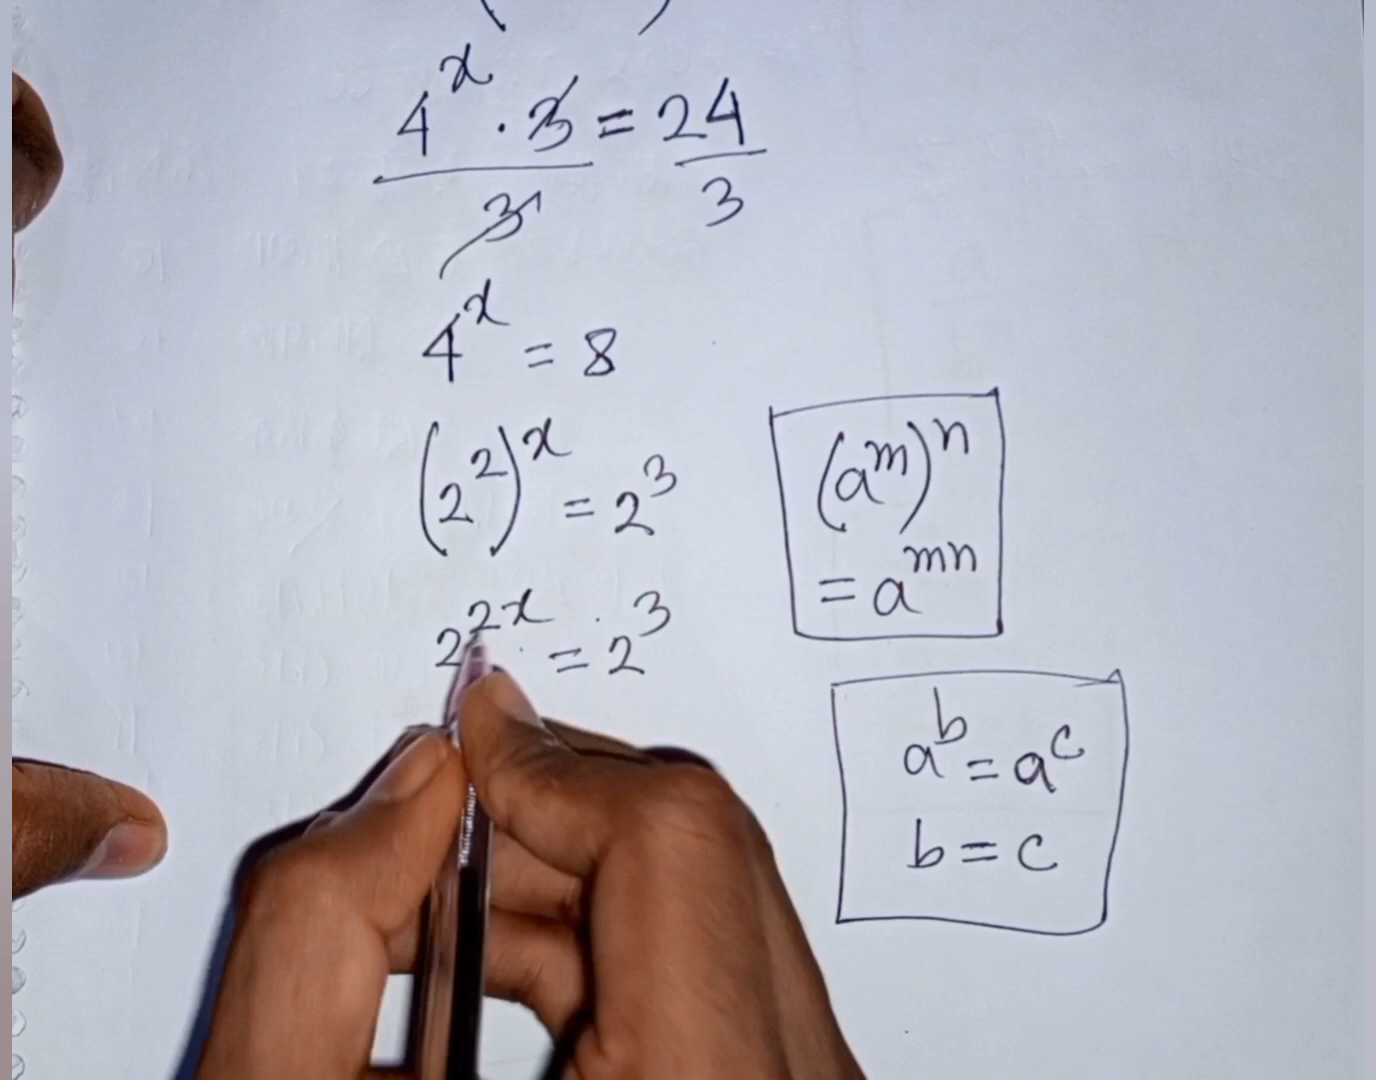 4^x · 3 = 24
3 3
4^x = 8
(2^2)^x = 2^3
2^2x = 2^3
(a^m)^n
= a^mn
a^b = a^c
b = c